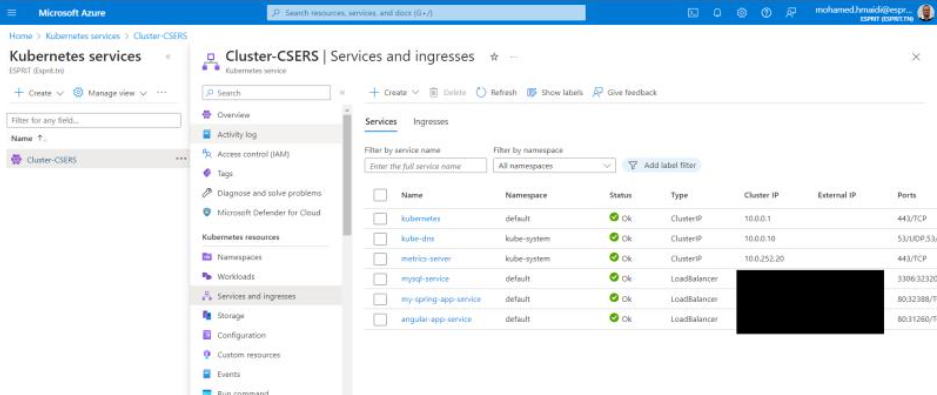 Microsoft Azure
Search resources, services, and docs (G+/)
mohamed.hmaidi@espr...
ESPRIT (ESPRIT.TN)
Home > Kubernetes services > Cluster-CSERS
Kubernetes services
«
ESPRIT (Esprit.tn)
+ Create
Manage view
...
Filter for any field...
Name ↑
Cluster-CSERS
...
Cluster-CSERS | Services and ingresses
...
Kubernetes service
Search
«
Overview
Activity log
Access control (IAM)
Tags
Diagnose and solve problems
Microsoft Defender for Cloud
Kubernetes resources
Namespaces
Workloads
Services and ingresses
Storage
Configuration
Custom resources
Events
Run command
+ Create
Delete
Refresh
Show labels
Give feedback
Services
Ingresses
Filter by service name
Filter by namespace
Enter the full service name
All namespaces
Add label filter
Name Namespace Status Type Cluster IP External IP Ports
kubernetes default Ok ClusterIP 10.0.0.1 443/TCP
kube-dns kube-system Ok ClusterIP 10.0.0.10 53/UDP,53/
metrics-server kube-system Ok ClusterIP 10.0.252.20 443/TCP
mysql-service default Ok LoadBalancer 3306:32320
my-spring-app-service default Ok LoadBalancer 80:32388/T
angular-app-service default Ok LoadBalancer 80:31260/T